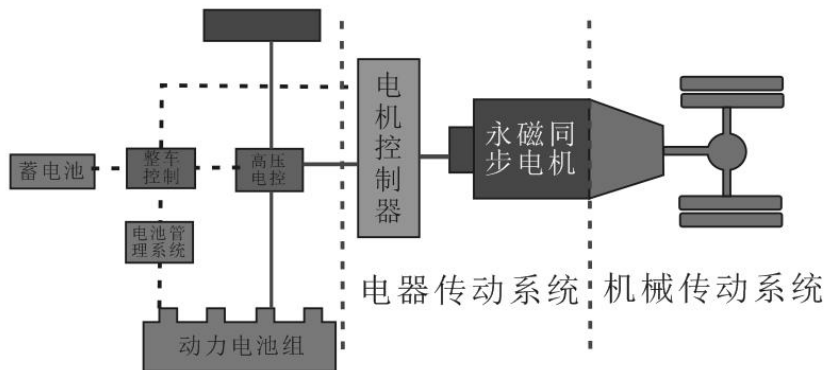 蓄电池
整车
控制
高压
电控
电池管
理系统
动力电池组
电机控制器
永磁同
步电机
电器传动系统
机械传动系统